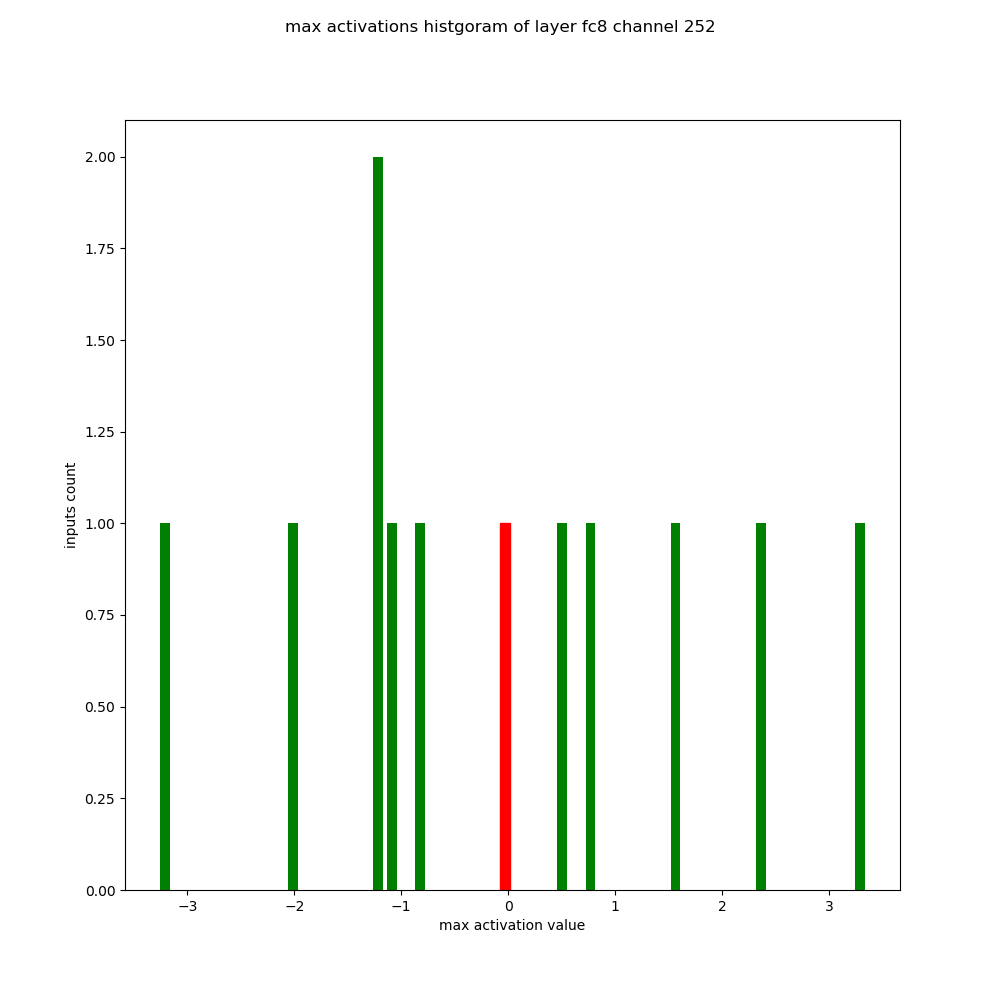 max activations histgoram of layer fc8 channel 252
2.00
1.75
1.50
1.25
1.00
0.75
0.50
0.25
0.00
inputs count
−3 −2 −1 0 1 2 3
max activation value